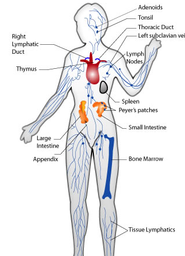 Adenoids
Tonsil
Thoracic Duct
Left subclavian vein
Right
Lymphatic
Duct
Lymph
Nodes
Thymus
Spleen
Peyer's patches
Small Intestine
Large
Intestine
Appendix
Bone Marrow
Tissue Lymphatics